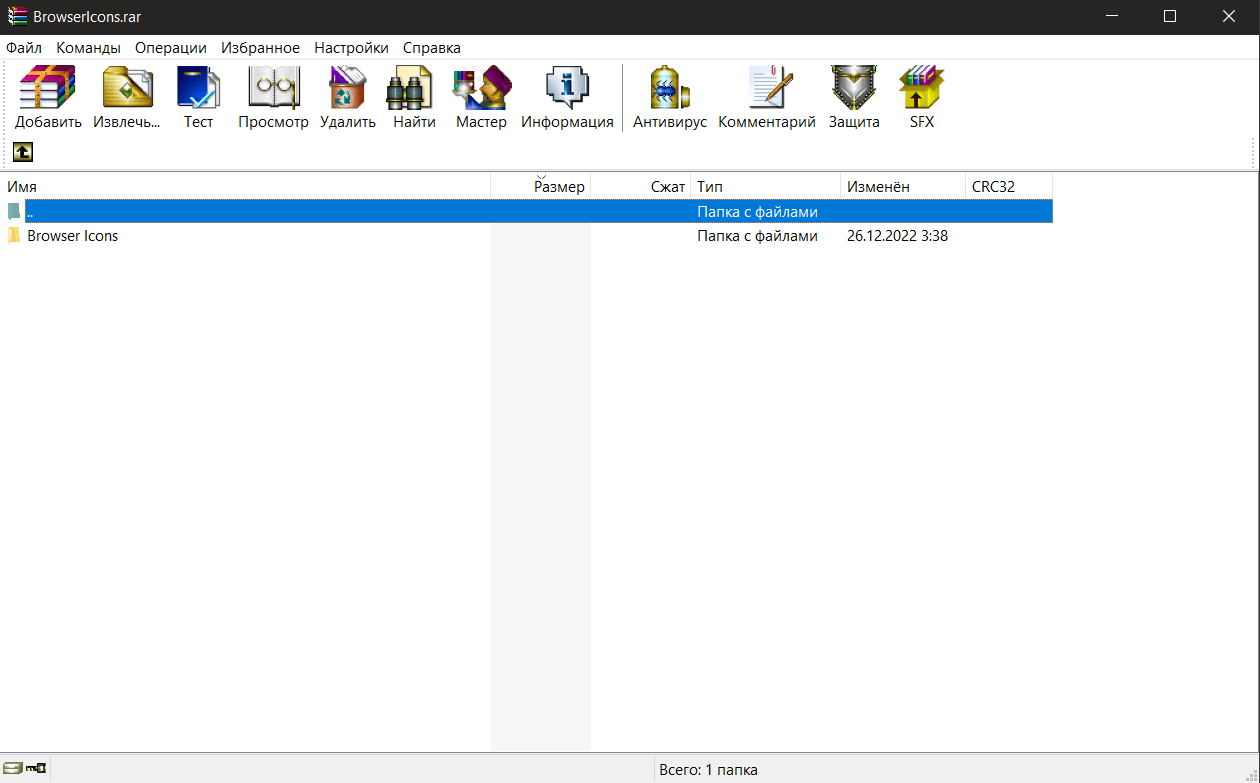 BrowserIcons.rar
Файл Команды Операции Избранное Настройки Справка
Добавить Извлечь... Тест Просмотр Удалить Найти Мастер Информация Антивирус Комментарий Защита SFX
Имя Размер Сжат Тип Изменён CRC32
.. Папка с файлами
Browser Icons Папка с файлами 26.12.2022 3:38
Всего: 1 папка